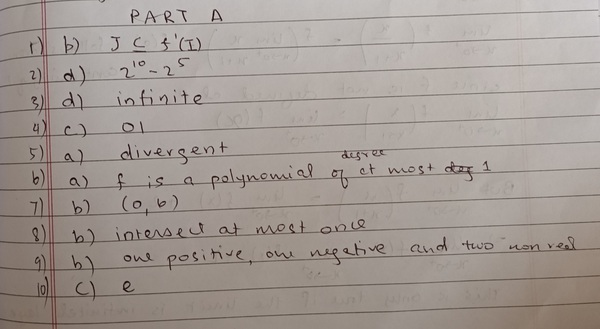 PART A
1) b) J ⊆ f'(I)
2) d) 2^10 - 2^5
3) d) infinite
4) c) 01
5) a) divergent
6) a) f is a polynomial of degree at most 1
7) b) (0, 6)
8) b) intersect at most once
9) b) one positive, one negative and two non real
10) c) e